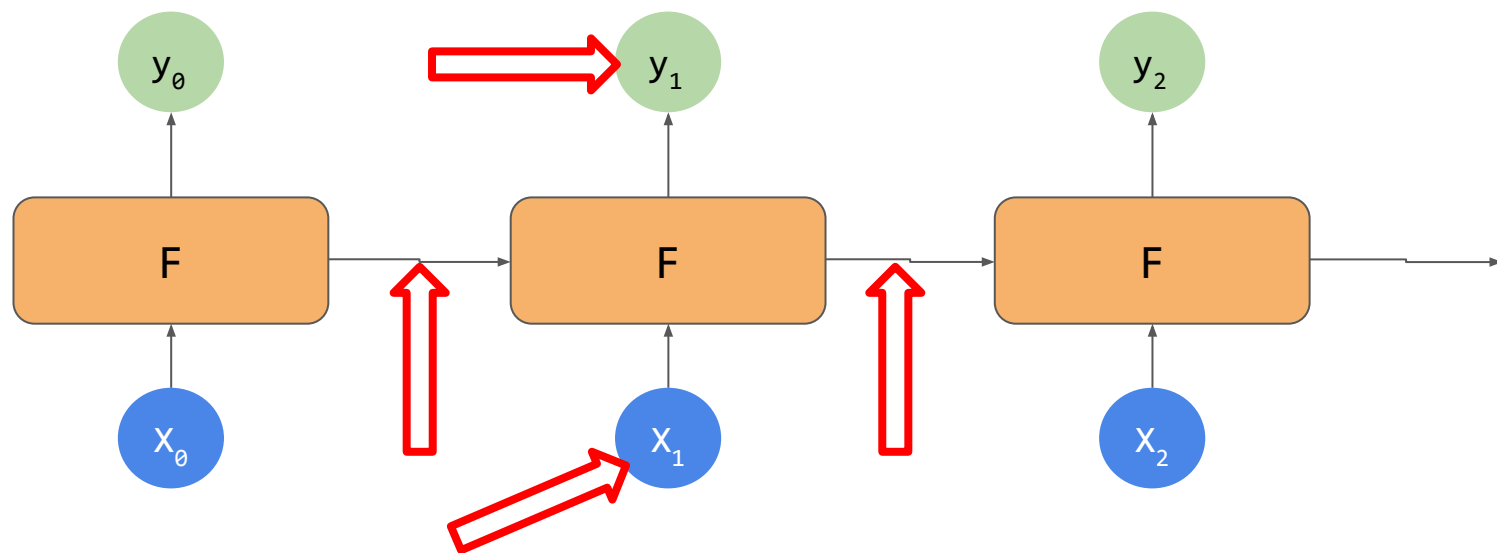 y₀ y₁ y₂
F F F
X₀ X₁ X₂